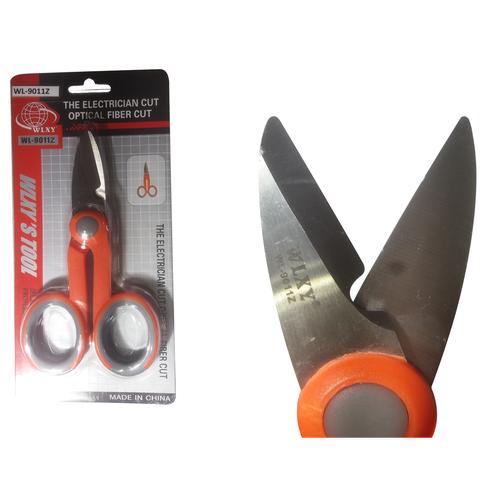 WL-9011Z
THE ELECTRICIAN CUT
OPTICAL FIBER CUT
WLXY
WL-9011Z
WLXY'S TOOL
THE ELECTRICIAN CUT OPTICAL FIBER CUT
MADE IN CHINA
WLXY
WL-9011Z